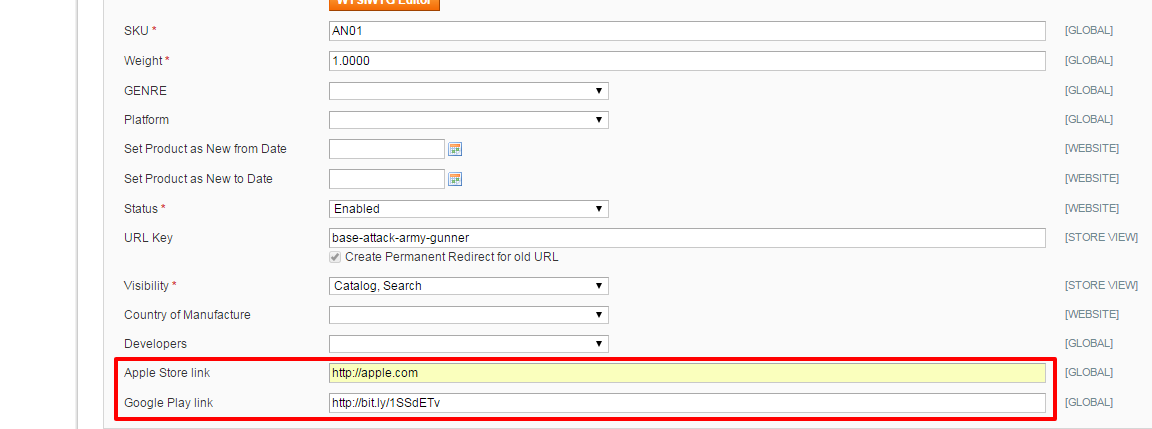 WYSIWYG Editor
SKU * AN01 [GLOBAL]
Weight * 1.0000 [GLOBAL]
GENRE [GLOBAL]
Platform [GLOBAL]
Set Product as New from Date [WEBSITE]
Set Product as New to Date [WEBSITE]
Status * Enabled [WEBSITE]
URL Key base-attack-army-gunner [STORE VIEW]
Create Permanent Redirect for old URL
Visibility * Catalog, Search [STORE VIEW]
Country of Manufacture [WEBSITE]
Developers [GLOBAL]
Apple Store link http://apple.com [GLOBAL]
Google Play link http://bit.ly/1SSdETv [GLOBAL]